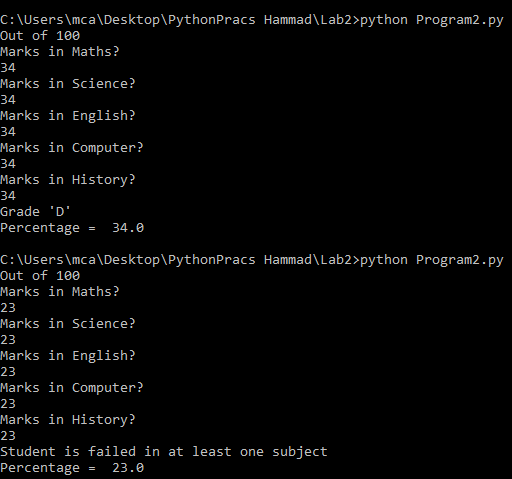 C:\Users\mca\Desktop\PythonPracs Hammad\Lab2>python Program2.py
Out of 100
Marks in Maths?
34
Marks in Science?
34
Marks in English?
34
Marks in Computer?
34
Marks in History?
34
Grade 'D'
Percentage =  34.0
C:\Users\mca\Desktop\PythonPracs Hammad\Lab2>python Program2.py
Out of 100
Marks in Maths?
23
Marks in Science?
23
Marks in English?
23
Marks in Computer?
23
Marks in History?
23
Student is failed in at least one subject
Percentage =  23.0